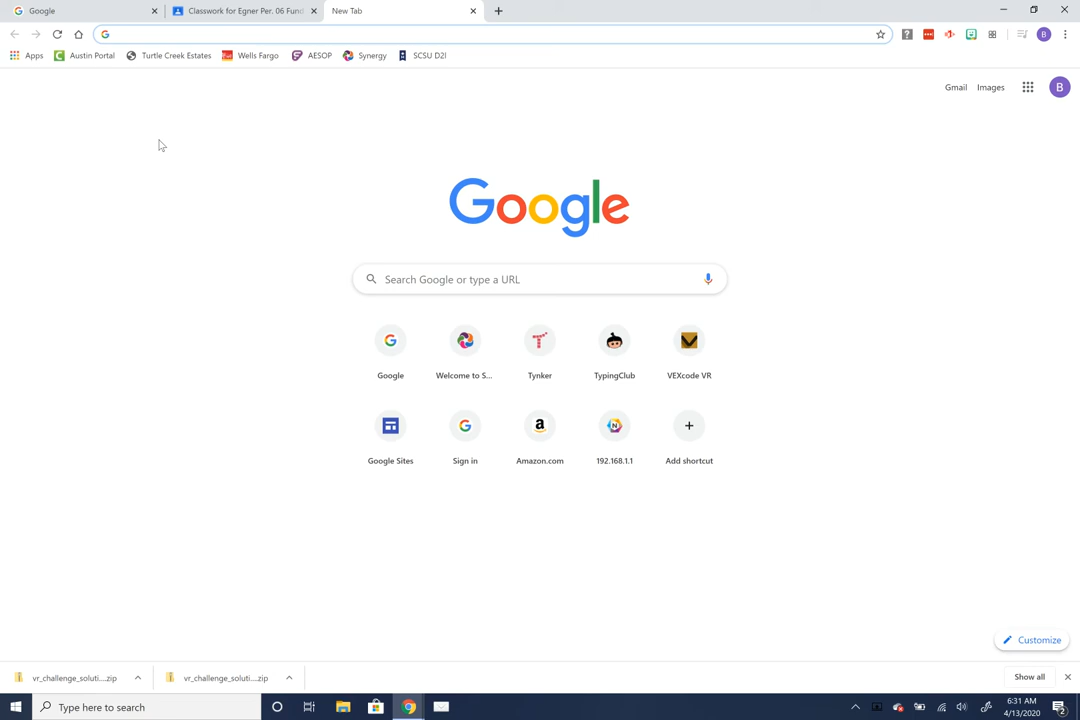 Google
Classwork for Egner Per. 06 Fund
New Tab
Apps
Austin Portal
Turtle Creek Estates
Wells Fargo
AESOP
Synergy
SCSU D2l
B
Gmail
Images
B
Google
Search Google or type a URL
Google
Welcome to S...
Tynker
TypingClub
VEXcode VR
Google Sites
Sign in
Amazon.com
192.168.1.1
Add shortcut
Customize
vr_challenge_soluti....zip
vr_challenge_soluti....zip
Show all
Type here to search
6:31 AM
4/13/2020
2